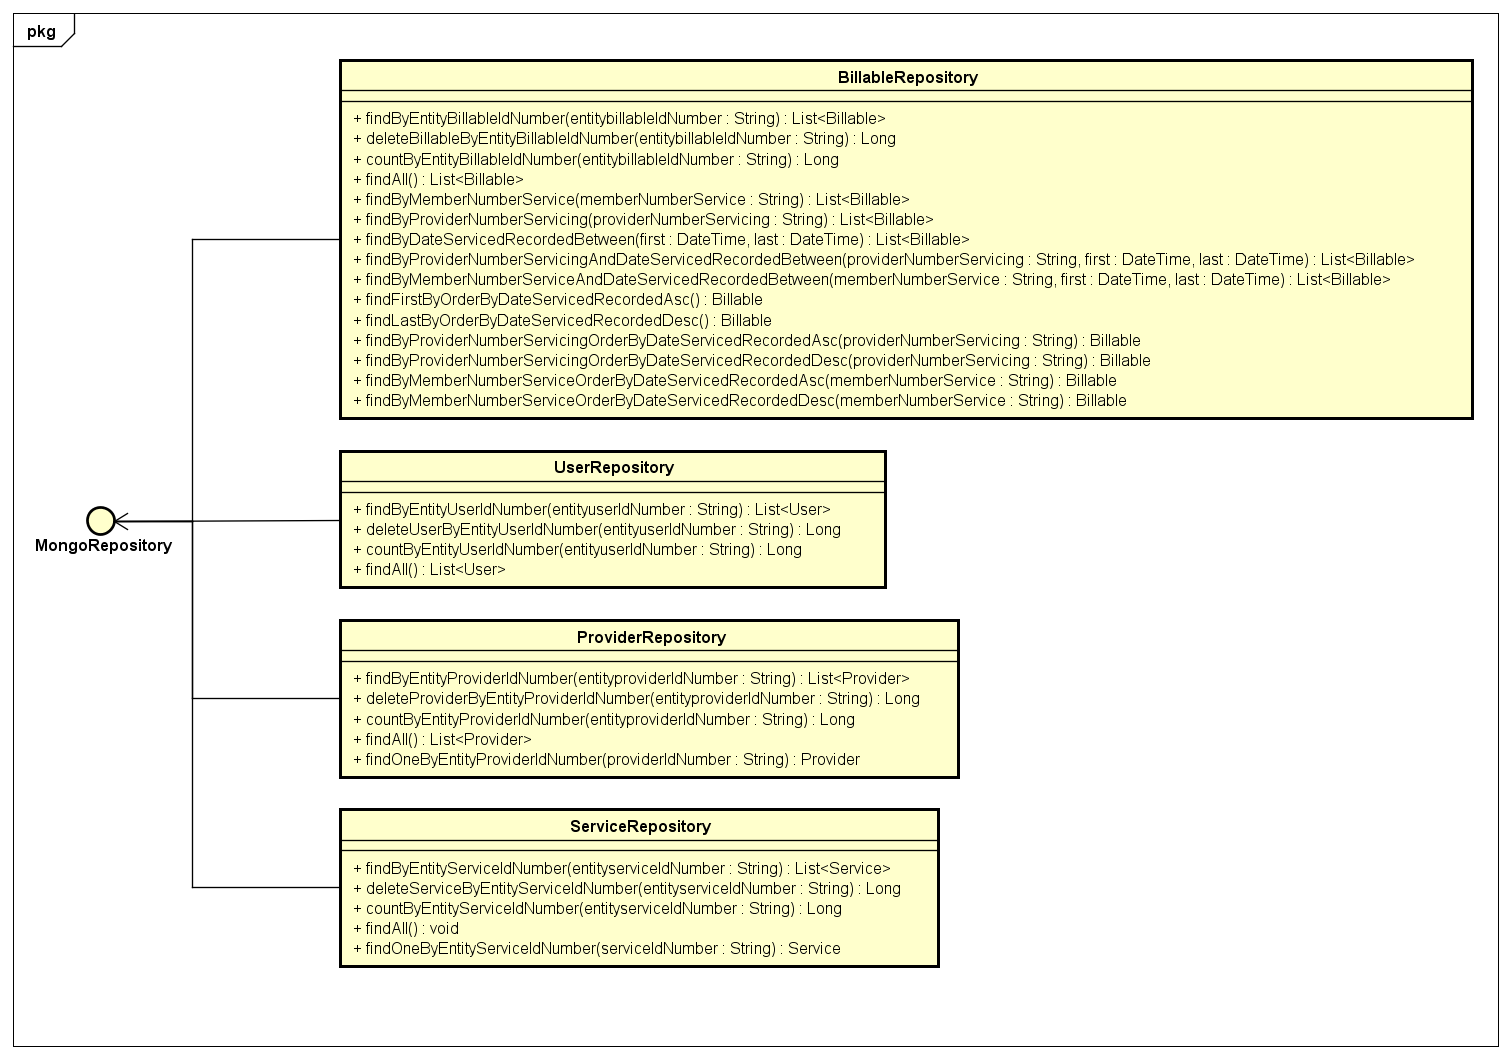 pkg
BillableRepository
+ findByEntityBillableIdNumber(entitybillableIdNumber : String) : List<Billable>
+ deleteBillableByEntityBillableIdNumber(entitybillableIdNumber : String) : Long
+ countByEntityBillableIdNumber(entitybillableIdNumber : String) : Long
+ findAll() : List<Billable>
+ findByMemberNumberService(memberNumberService : String) : List<Billable>
+ findByProviderNumberServicing(providerNumberServicing : String) : List<Billable>
+ findByDateServicedRecordedBetween(first : DateTime, last : DateTime) : List<Billable>
+ findByProviderNumberServicingAndDateServicedRecordedBetween(providerNumberServicing : String, first : DateTime, last : DateTime) : List<Billable>
+ findByMemberNumberServiceAndDateServicedRecordedBetween(memberNumberService : String, first : DateTime, last : DateTime) : List<Billable>
+ findFirstByOrderByDateServicedRecordedAsc() : Billable
+ findLastByOrderByDateServicedRecordedDesc() : Billable
+ findByProviderNumberServicingOrderByDateServicedRecordedAsc(providerNumberServicing : String) : Billable
+ findByProviderNumberServicingOrderByDateServicedRecordedDesc(providerNumberServicing : String) : Billable
+ findByMemberNumberServiceOrderByDateServicedRecordedAsc(memberNumberService : String) : Billable
+ findByMemberNumberServiceOrderByDateServicedRecordedDesc(memberNumberService : String) : Billable
UserRepository
+ findByEntityUserIdNumber(entityuserIdNumber : String) : List<User>
+ deleteUserByEntityUserIdNumber(entityuserIdNumber : String) : Long
+ countByEntityUserIdNumber(entityuserIdNumber : String) : Long
+ findAll() : List<User>
MongoRepository
ProviderRepository
+ findByEntityProviderIdNumber(entityproviderIdNumber : String) : List<Provider>
+ deleteProviderByEntityProviderIdNumber(entityproviderIdNumber : String) : Long
+ countByEntityProviderIdNumber(entityproviderIdNumber : String) : Long
+ findAll() : List<Provider>
+ findOneByEntityProviderIdNumber(providerIdNumber : String) : Provider
ServiceRepository
+ findByEntityServiceIdNumber(entityserviceIdNumber : String) : List<Service>
+ deleteServiceByEntityServiceIdNumber(entityserviceIdNumber : String) : Long
+ countByEntityServiceIdNumber(entityserviceIdNumber : String) : Long
+ findAll() : void
+ findOneByEntityServiceIdNumber(serviceIdNumber : String) : Service